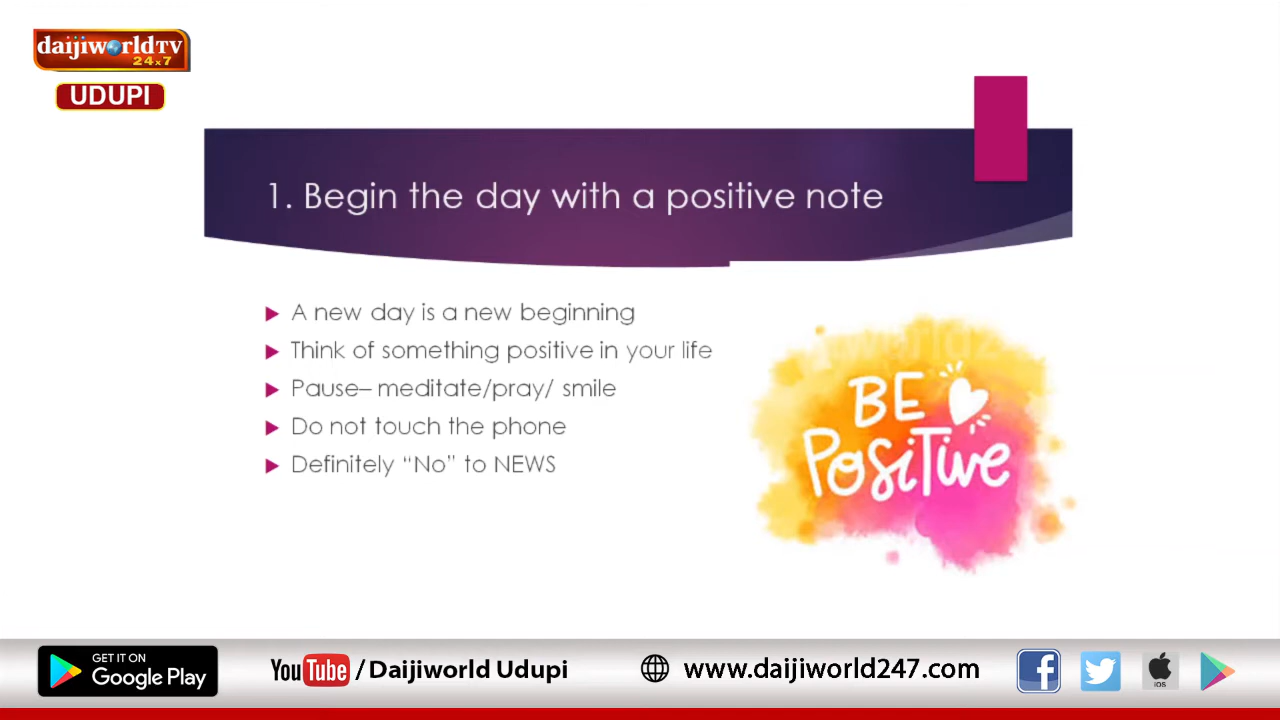 daijiworldTV
24x7
UDUPI
1. Begin the day with a positive note
A new day is a new beginning
Think of something positive in your life
Pause– meditate/pray/ smile
Do not touch the phone
Definitely “No” to NEWS
BE
POSITIVE
GET IT ON
Google Play
YouTube / Daijiworld Udupi
www.daijiworld247.com
iOS